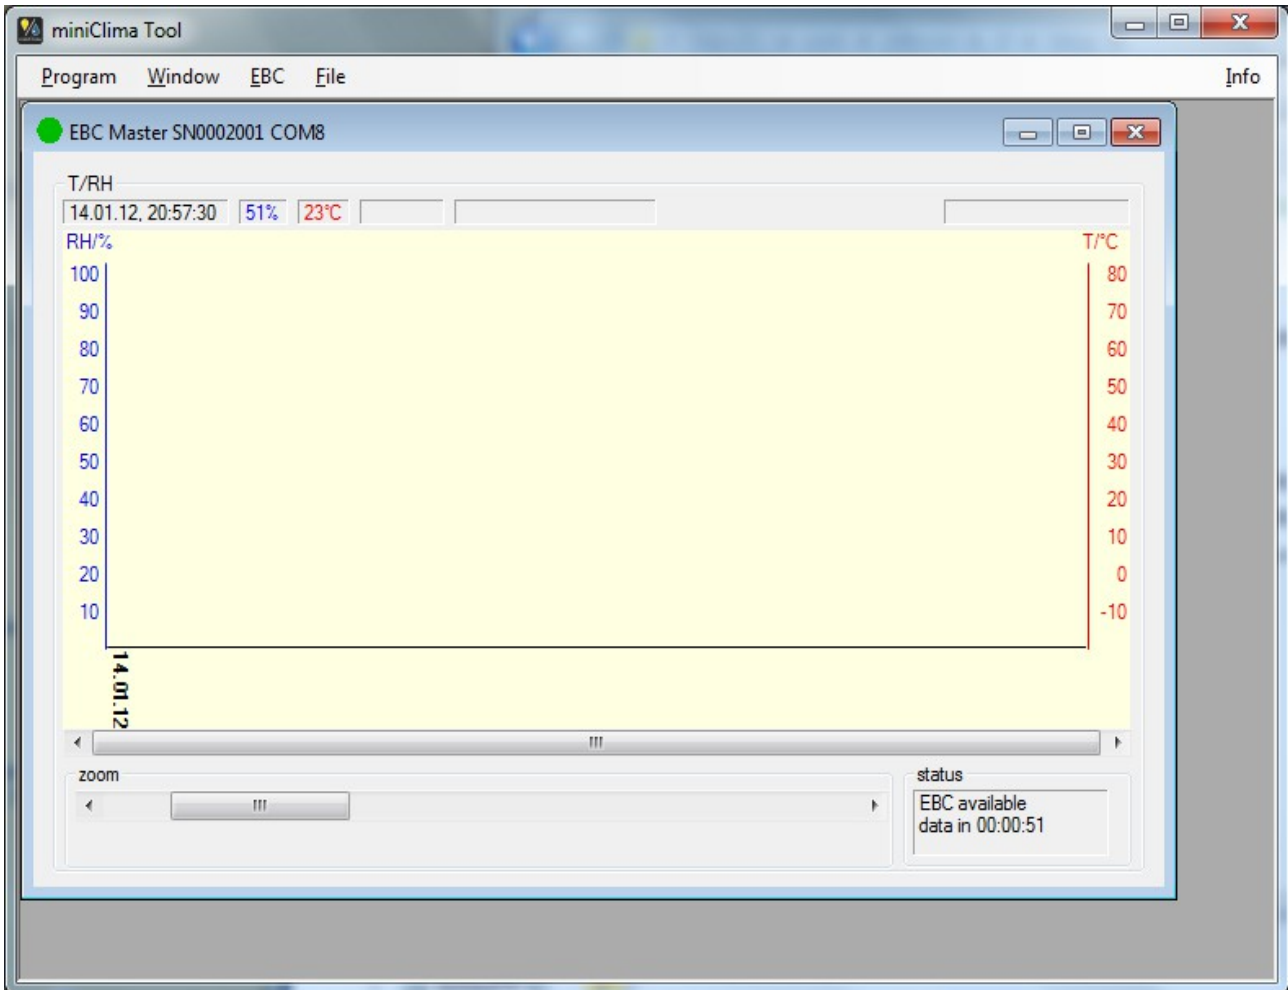 miniClima Tool
Program Window EBC File Info
EBC Master SN0002001 COM8
T/RH
14.01.12, 20:57:30 51% 23°C
RH/% T/°C
100 80
90 70
80 60
70 50
60 40
50 30
40 20
30 10
20 0
10 -10
14.01.12
zoom status
EBC available
data in 00:00:51